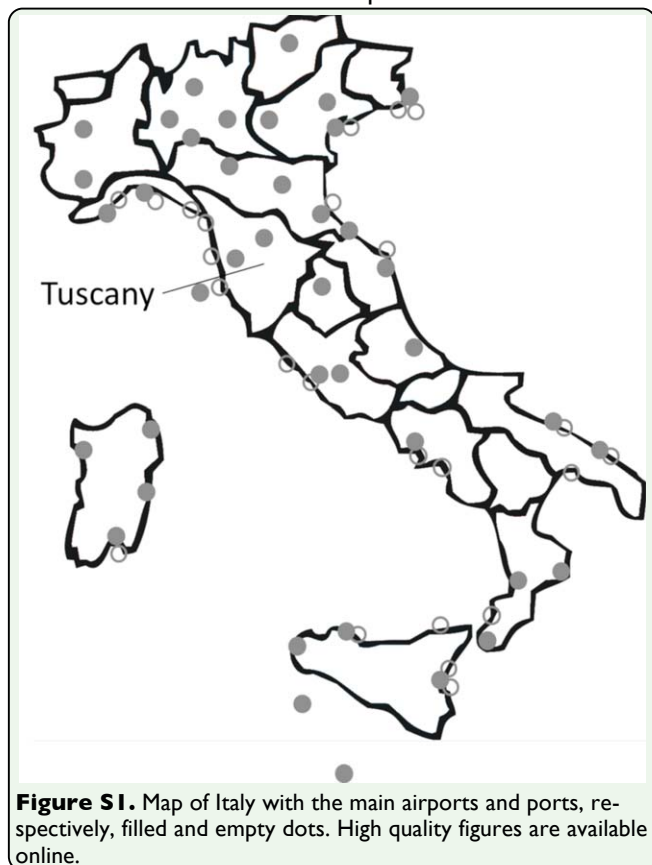 Tuscany
Figure S1. Map of Italy with the main airports and ports, re-
spectively, filled and empty dots. High quality figures are available
online.